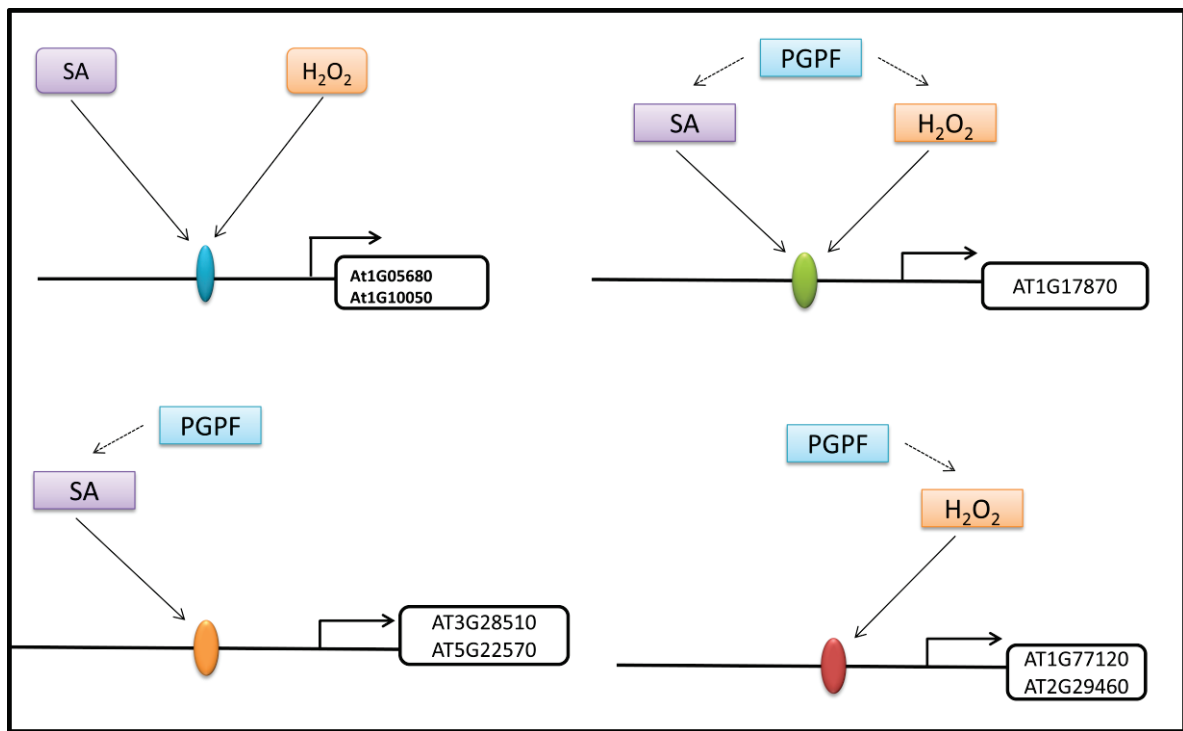 SA
H₂O₂
At1G05680
At1G10050
PGPF
SA
H₂O₂
AT1G17870
PGPF
SA
AT3G28510
AT5G22570
PGPF
H₂O₂
AT1G77120
AT2G29460